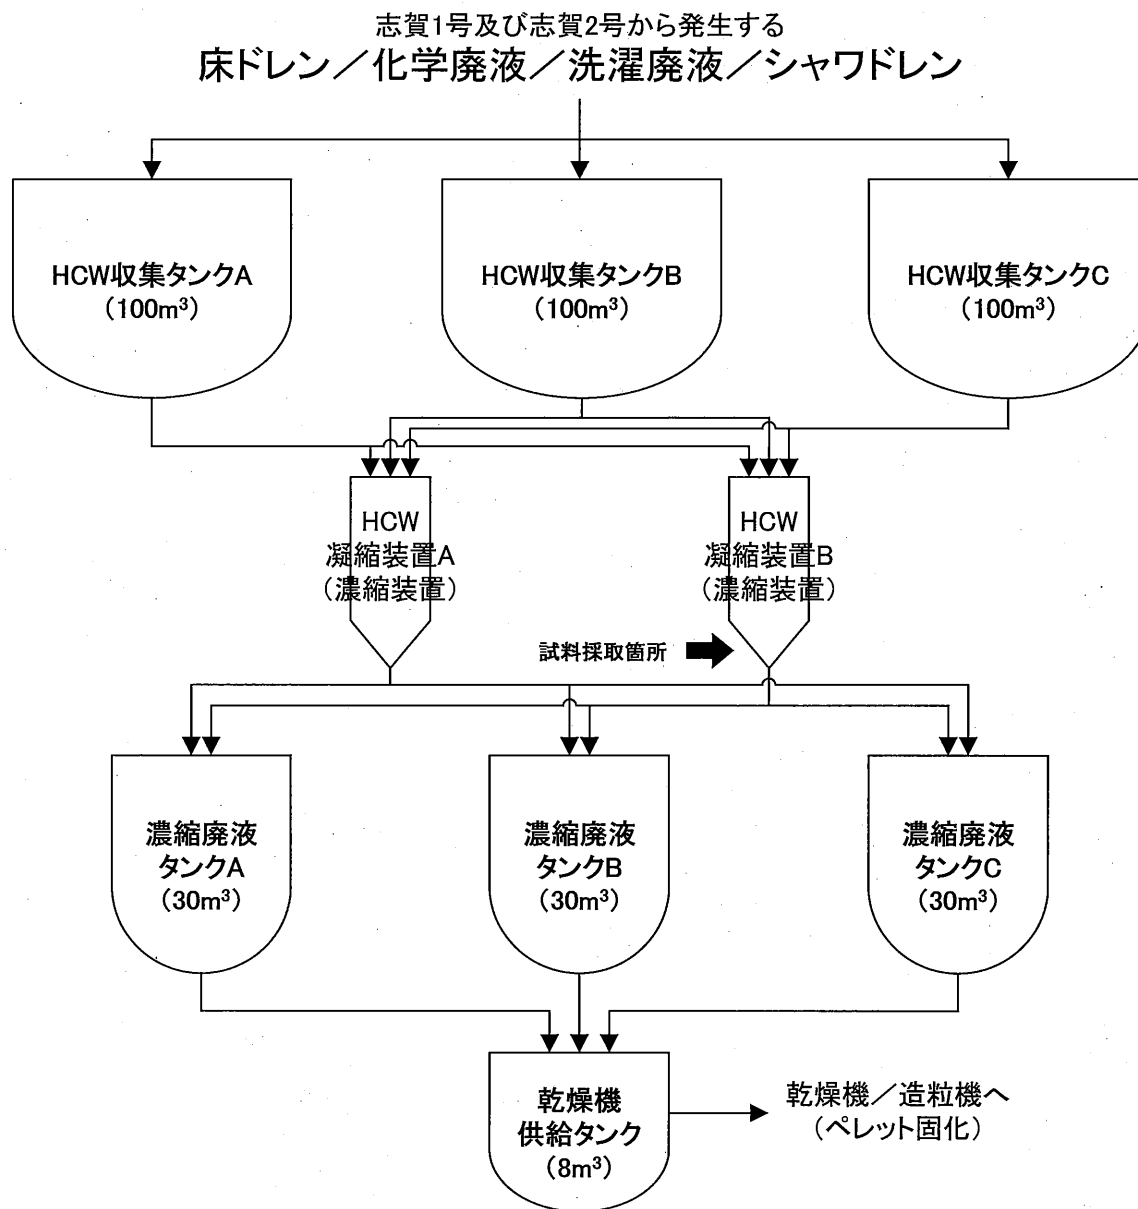 志賀1号及び志賀2号から発生する
床ドレン／化学廃液／洗濯廃液／シャワドレン
HCW収集タンクA
（100m³）
HCW収集タンクB
（100m³）
HCW収集タンクC
（100m³）
HCW
凝縮装置A
（濃縮装置）
HCW
凝縮装置B
（濃縮装置）
試料採取箇所
濃縮廃液
タンクA
（30m³）
濃縮廃液
タンクB
（30m³）
濃縮廃液
タンクC
（30m³）
乾燥機
供給タンク
（8m³）
乾燥機／造粒機へ
（ペレット固化）